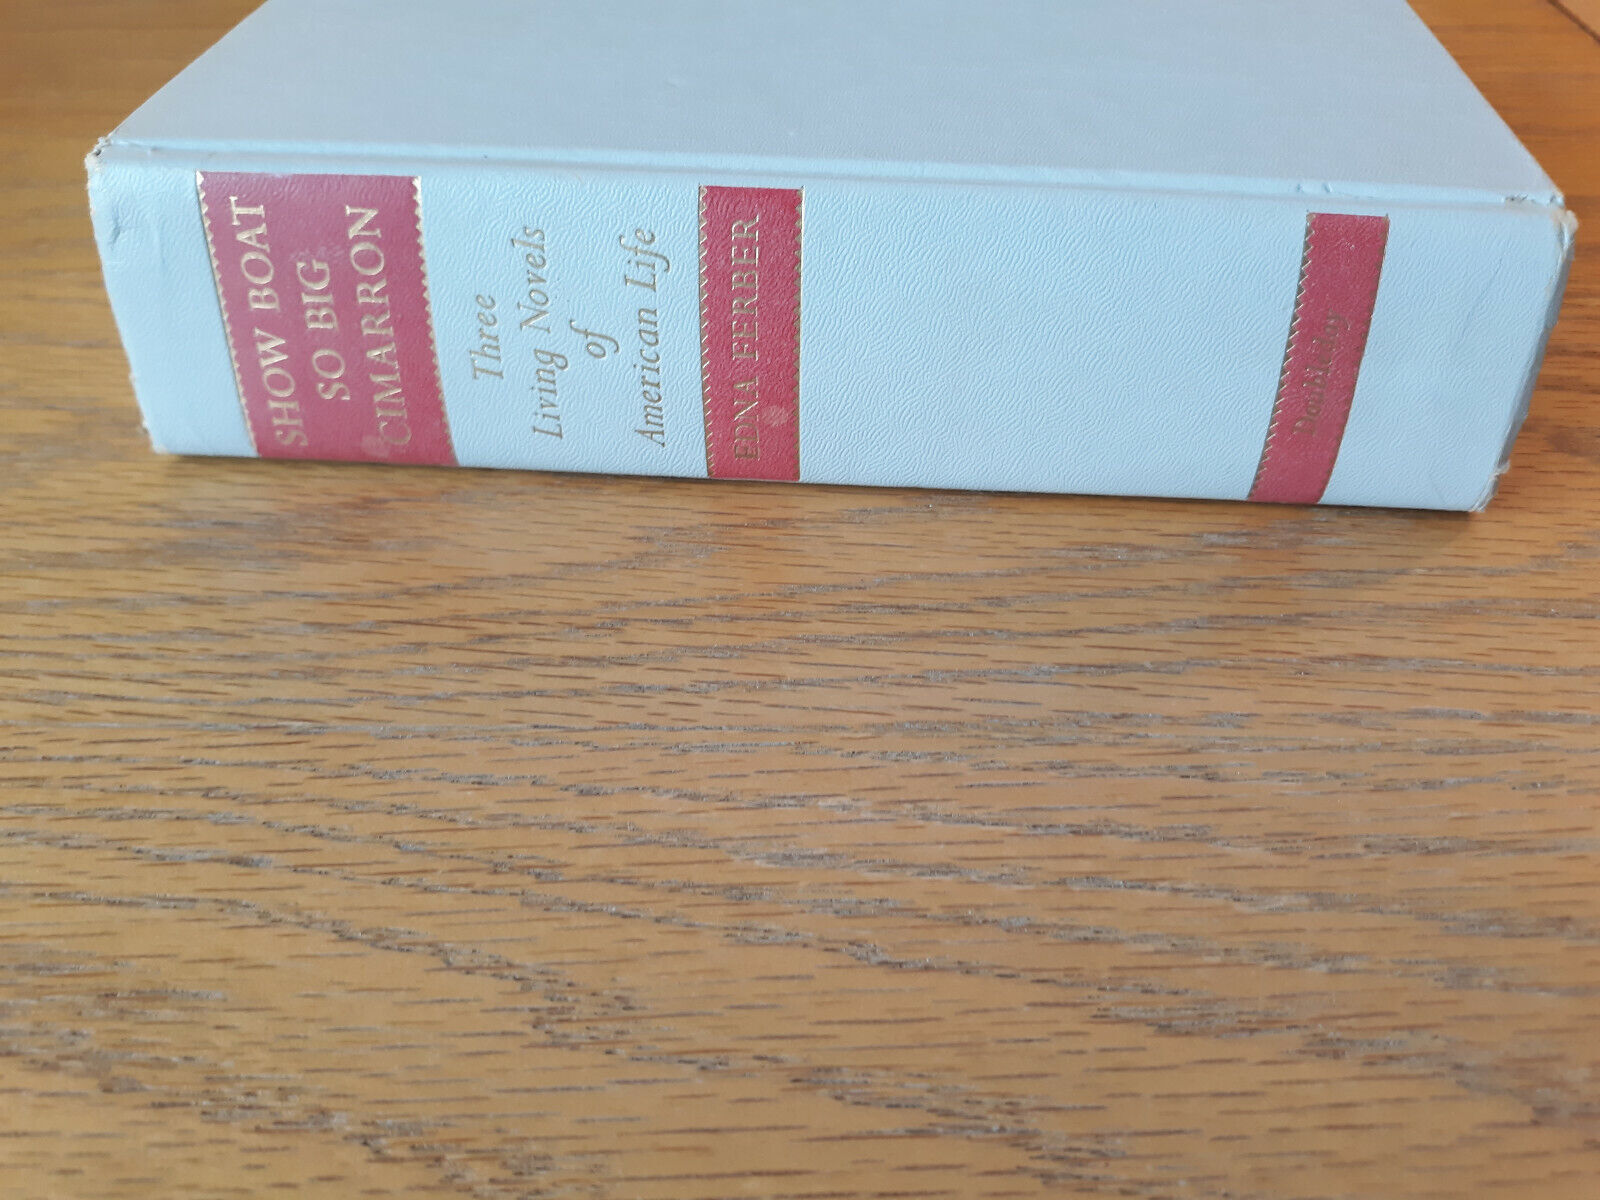 SHOW BOAT
SO BIG
CIMARRON
Three
Living Novels
of
American Life
EDNA FERBER
Doubleday